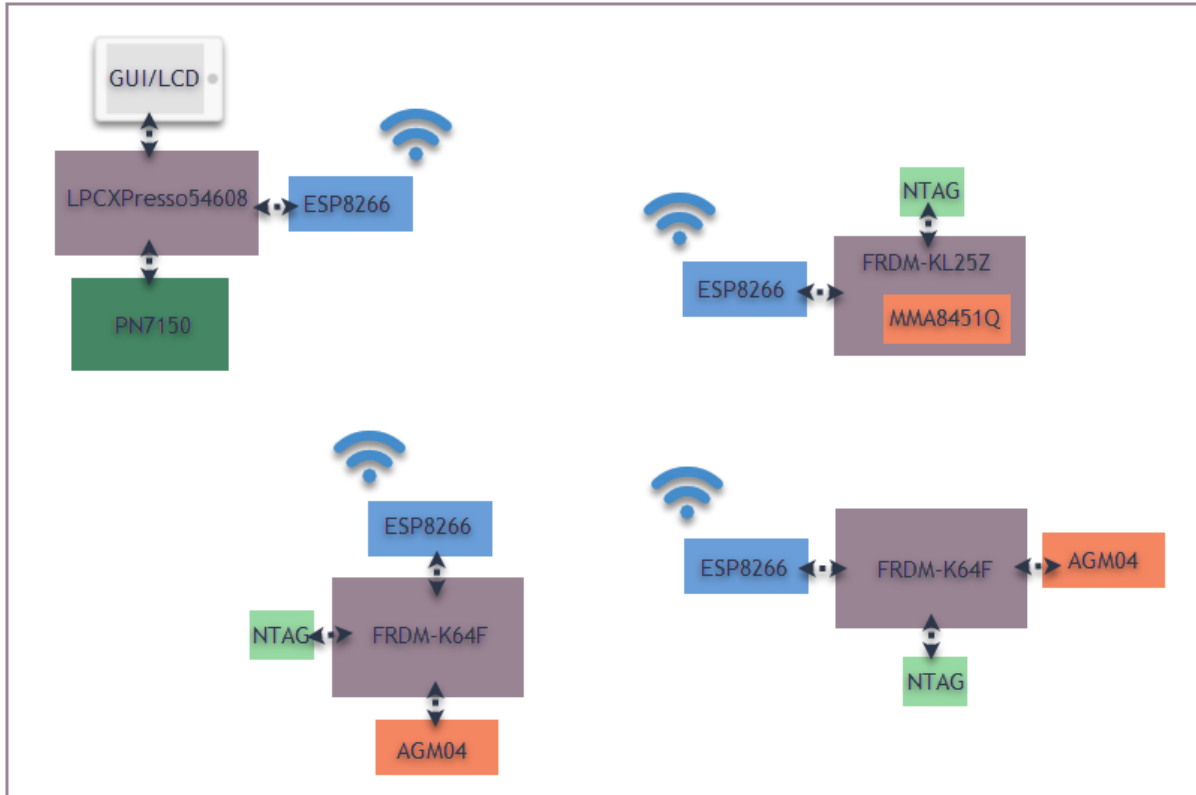 GUI/LCD
LPCXPresso54608
ESP8266
PN7150
NTAG
FRDM-KL25Z
ESP8266
MMA8451Q
ESP8266
NTAG
FRDM-K64F
AGM04
ESP8266
FRDM-K64F
AGM04
NTAG